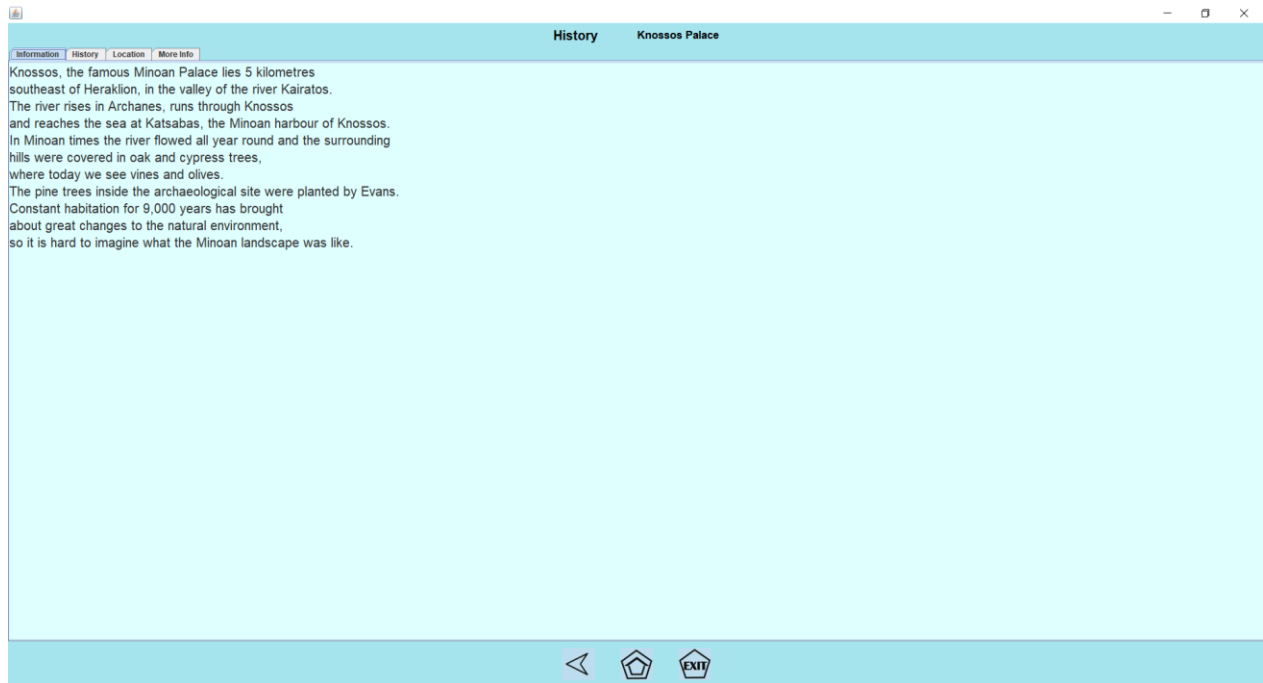 History Knossos Palace
Information History Location More Info
Knossos, the famous Minoan Palace lies 5 kilometres
southeast of Heraklion, in the valley of the river Kairatos.
The river rises in Archanes, runs through Knossos
and reaches the sea at Katsabas, the Minoan harbour of Knossos.
In Minoan times the river flowed all year round and the surrounding
hills were covered in oak and cypress trees,
where today we see vines and olives.
The pine trees inside the archaeological site were planted by Evans.
Constant habitation for 9,000 years has brought
about great changes to the natural environment,
so it is hard to imagine what the Minoan landscape was like.
EXIT